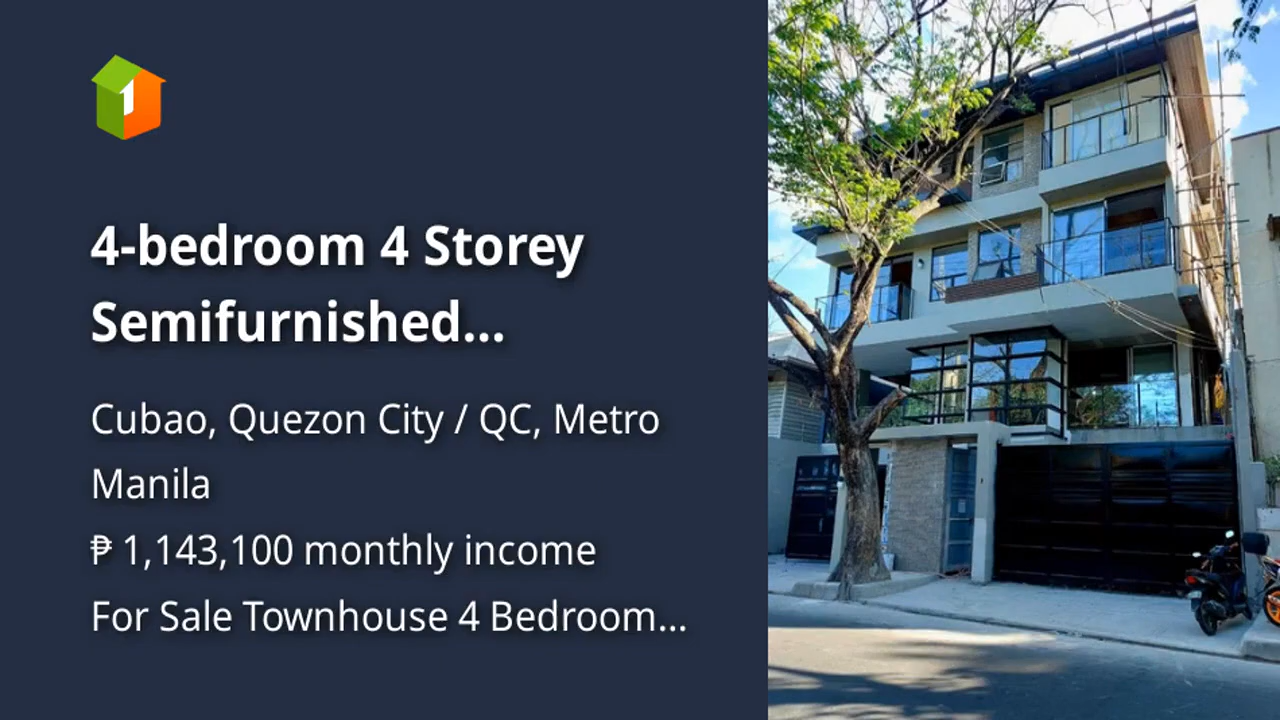 4-bedroom 4 Storey
Semifurnished...
Cubao, Quezon City / QC, Metro
Manila
₱ 1,143,100 monthly income
For Sale Townhouse 4 Bedroom...